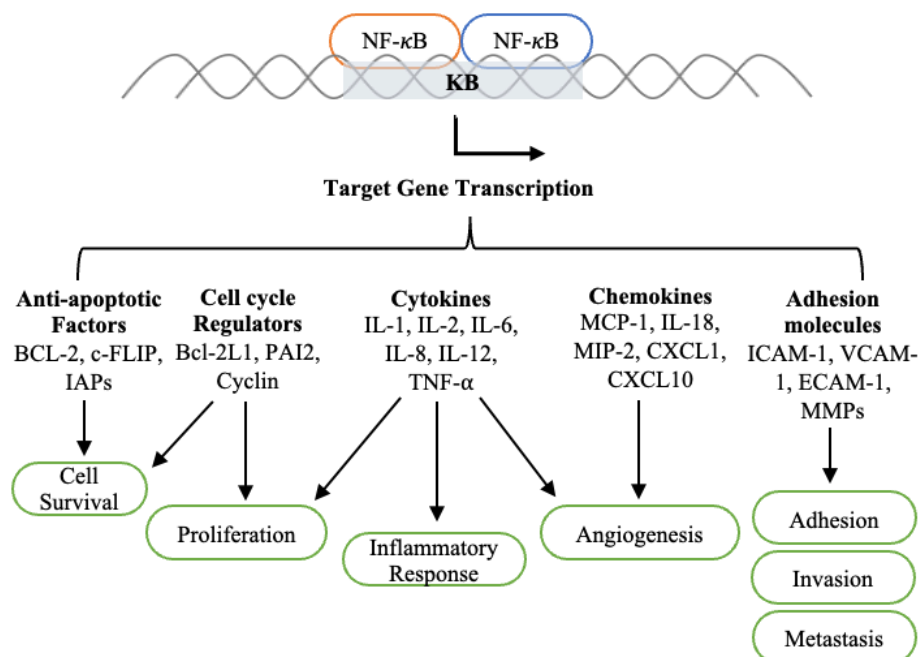 NF-κB
NF-κB
KB
Target Gene Transcription
Anti-apoptotic
Factors
BCL-2, c-FLIP,
IAPs
Cell cycle
Regulators
Bcl-2L1, PAI2,
Cyclin
Cytokines
IL-1, IL-2, IL-6,
IL-8, IL-12,
TNF-α
Chemokines
MCP-1, IL-18,
MIP-2, CXCL1,
CXCL10
Adhesion
molecules
ICAM-1, VCAM-
1, ECAM-1,
MMPs
Cell
Survival
Proliferation
Inflammatory
Response
Angiogenesis
Adhesion
Invasion
Metastasis